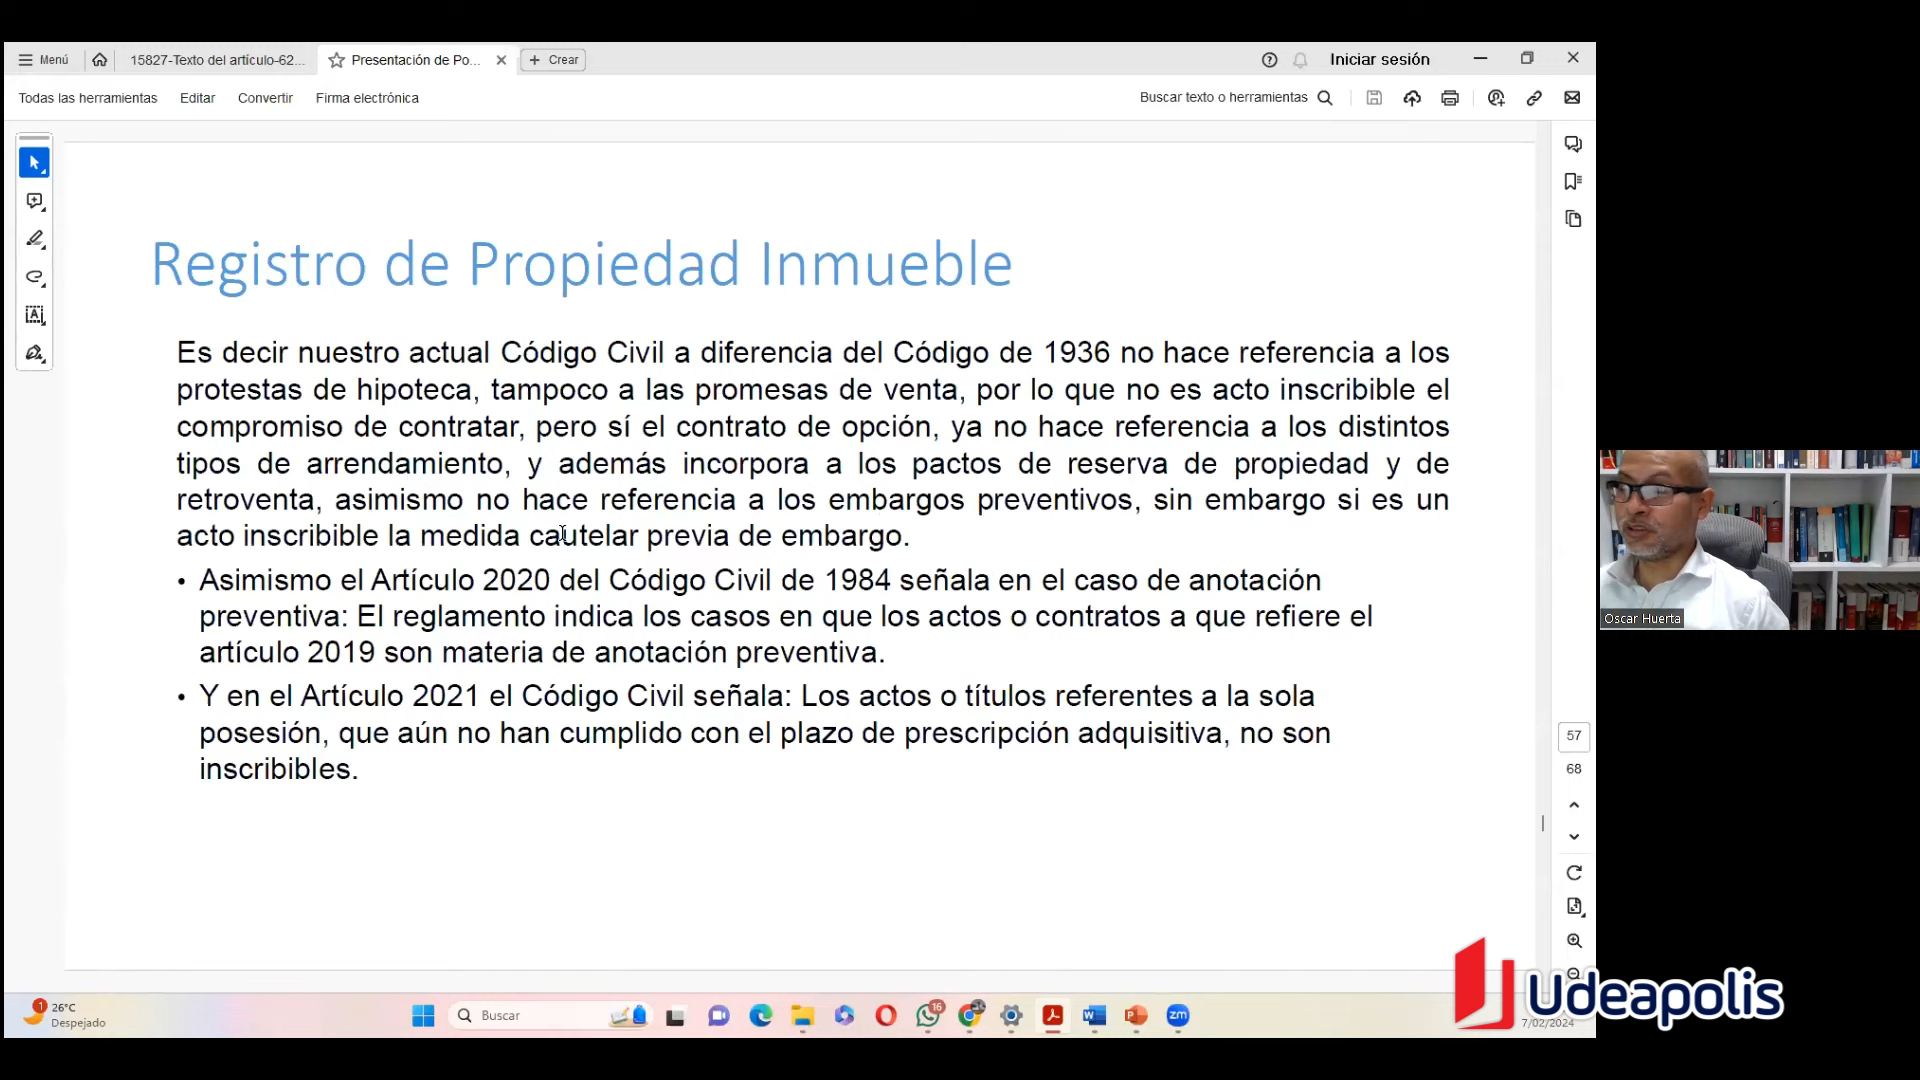 Menú
15827-Texto del artículo-62...
Presentación de Po...
Crear
Iniciar sesión
Todas las herramientas
Editar
Convertir
Firma electrónica
Buscar texto o herramientas
Registro de Propiedad Inmueble
Es decir nuestro actual Código Civil a diferencia del Código de 1936 no hace referencia a los
protestas de hipoteca, tampoco a las promesas de venta, por lo que no es acto inscribible el
compromiso de contratar, pero sí el contrato de opción, ya no hace referencia a los distintos
tipos de arrendamiento, y además incorpora a los pactos de reserva de propiedad y de
retroventa, asimismo no hace referencia a los embargos preventivos, sin embargo si es un
acto inscribible la medida cautelar previa de embargo.
• Asimismo el Artículo 2020 del Código Civil de 1984 señala en el caso de anotación
preventiva: El reglamento indica los casos en que los actos o contratos a que refiere el
artículo 2019 son materia de anotación preventiva.
• Y en el Artículo 2021 el Código Civil señala: Los actos o títulos referentes a la sola
posesión, que aún no han cumplido con el plazo de prescripción adquisitiva, no son
inscribibles.
57
68
Oscar Huerta
1
26°C
Despejado
Buscar
16
zm
7/02/2024
Udeapolis